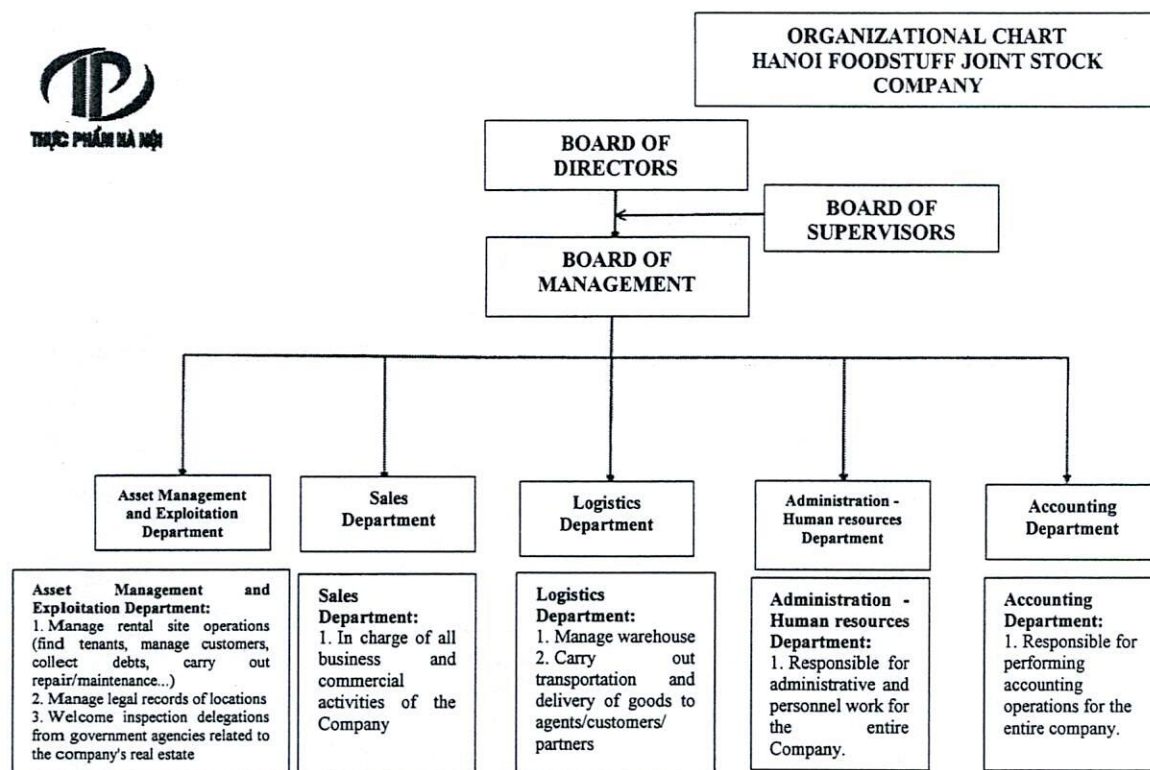 ORGANIZATIONAL CHART
HANOI FOODSTUFF JOINT STOCK
COMPANY
THỰC PHẨM HÀ NỘI
BOARD OF
DIRECTORS
BOARD OF
SUPERVISORS
BOARD OF
MANAGEMENT
Asset Management
and Exploitation
Department
Sales
Department
Logistics
Department
Administration -
Human resources
Department
Accounting
Department
Asset Management and
Exploitation Department:
1. Manage rental site operations
(find tenants, manage customers,
collect debts, carry out
repair/maintenance...)
2. Manage legal records of locations
3. Welcome inspection delegations
from government agencies related to
the company's real estate
Sales
Department:
1. In charge of all
business and
commercial
activities of the
Company
Logistics
Department:
1. Manage warehouse
2. Carry out
transportation and
delivery of goods to
agents/customers/
partners
Administration -
Human resources
Department:
1. Responsible for
administrative and
personnel work for
the entire
Company.
Accounting
Department:
1. Responsible for
performing
accounting
operations for the
entire company.